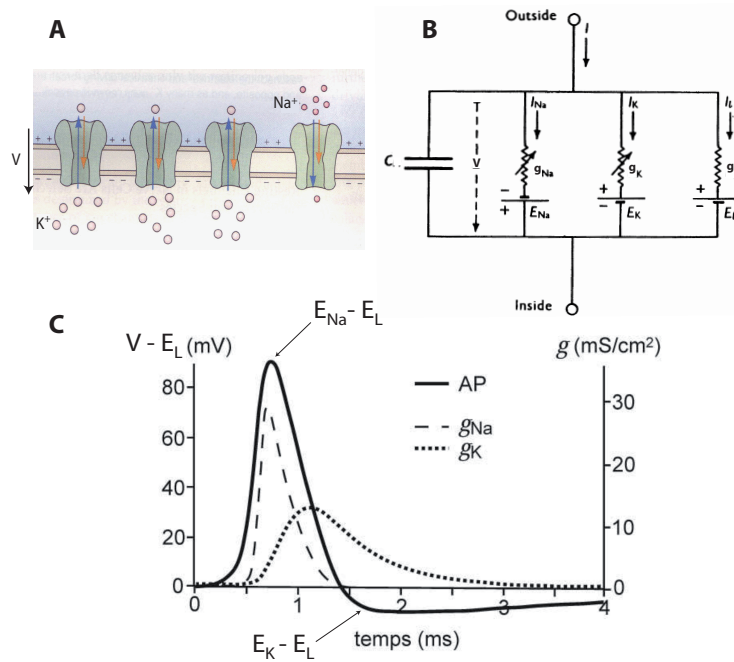 A
Na+
V
K+
B
Outside
I
INa
IK
IL
C
V
gNa
gK
g
ENa
EK
E
Inside
C
ENa - EL
V - EL (mV)
g (mS/cm²)
80
60
40
20
0
30
20
10
0
AP
gNa
gK
0
1
2
3
4
temps (ms)
EK - EL